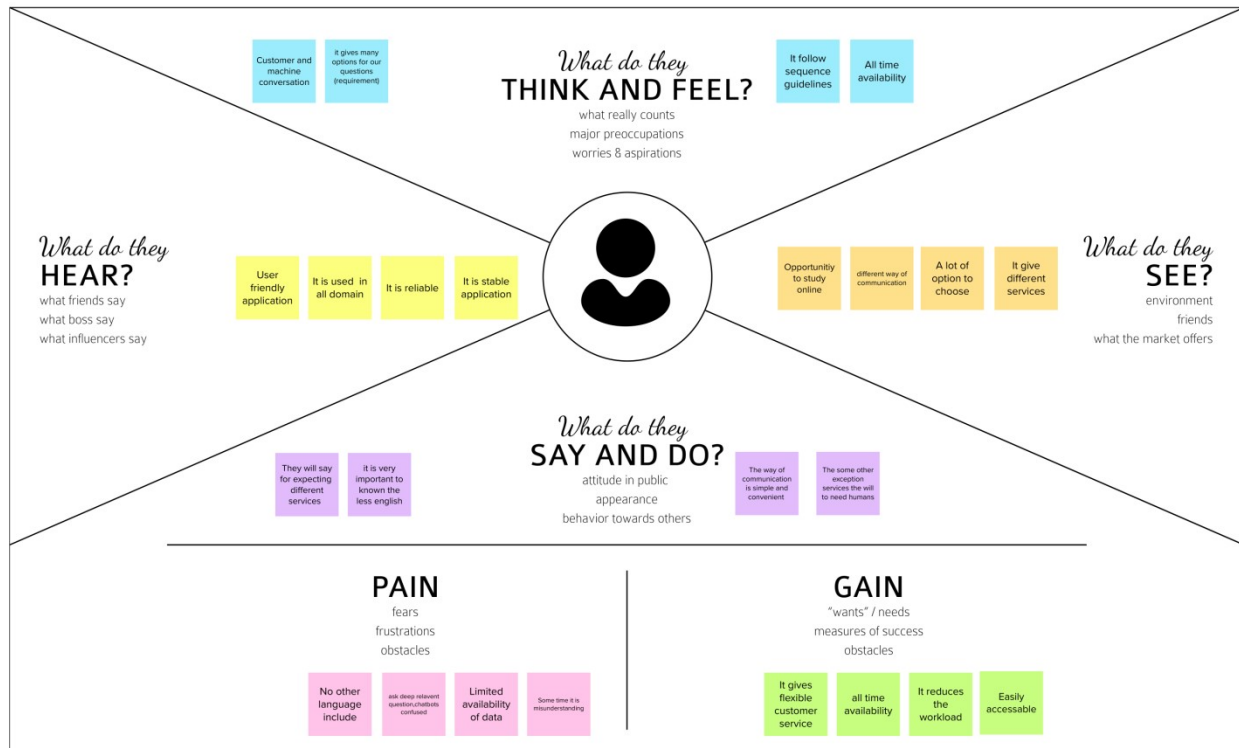 Customer and
machine
conversation
it gives many
options for our
questions
(requirement)
What do they
THINK AND FEEL?
what really counts
major preoccupations
worries & aspirations
It follow
sequence
guidelines
All time
availability
What do they
HEAR?
what friends say
what boss say
what influencers say
User
friendly
application
It is used in
all domain
It is reliable
It is stable
application
Opportunitiy
to study
online
different way of
communication
A lot of
option to
choose
It give
different
services
What do they
SEE?
environment
friends
what the market offers
What do they
SAY AND DO?
attitude in public
appearance
behavior towards others
They will say
for expecting
different
services
it is very
important to
known the
less english
The way of
communication
is simple and
convenient
The some other
exception
services the will
to need humans
PAIN
fears
frustrations
obstacles
No other
language
include
ask deep relavent
question,chatbots
confused
Limited
availability
of data
Some time it is
misunderstanding
GAIN
“wants” / needs
measures of success
obstacles
It gives
flexible
customer
service
all time
availability
It reduces
the
workload
Easily
accessable